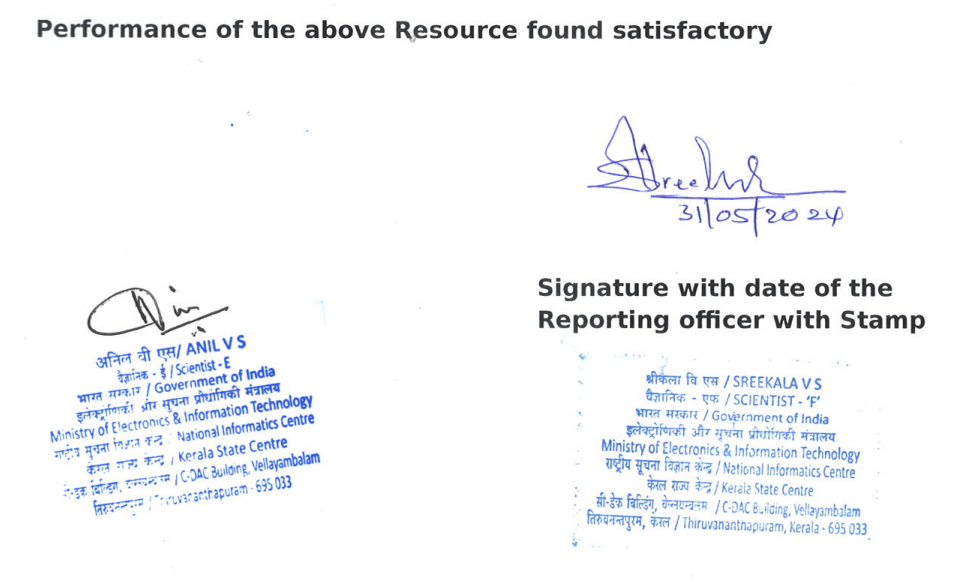 Performance of the above Resource found satisfactory
Sreekala
31/05/2024
Signature with date of the
Reporting officer with Stamp
अनिल वी एस/ ANIL V S
वैज्ञानिक - ई / Scientist - E
भारत सरकार / Government of India
इलेक्ट्रॉणिकी और सूचना प्रौद्योगिकी मंत्रालय
Ministry of Electronics & Information Technology
राष्ट्रीय सूचना विज्ञान केन्द्र / National Informatics Centre
केरल राज्य केन्द्र / Kerala State Centre
सी-डैक बिल्डिंग, / C-DAC Building, Vellayambalam
तिरुवनन्तपुरम / Thiruvananthapuram - 695 033
श्रीकला वि एस / SREEKALA V S
वैज्ञानिक - एफ / SCIENTIST - 'F'
भारत सरकार / Government of India
इलेक्ट्रोणिकी और सूचना प्रौद्योगिकी मंत्रालय
Ministry of Electronics & Information Technology
राष्ट्रीय सूचना विज्ञान केन्द्र / National Informatics Centre
केरल राज्य केन्द्र / Kerala State Centre
सी-डैक बिल्डिंग, / C-DAC Building, Vellayambalam
तिरुवनन्तपुरम, केरल / Thiruvananthapuram, Kerala - 695 033